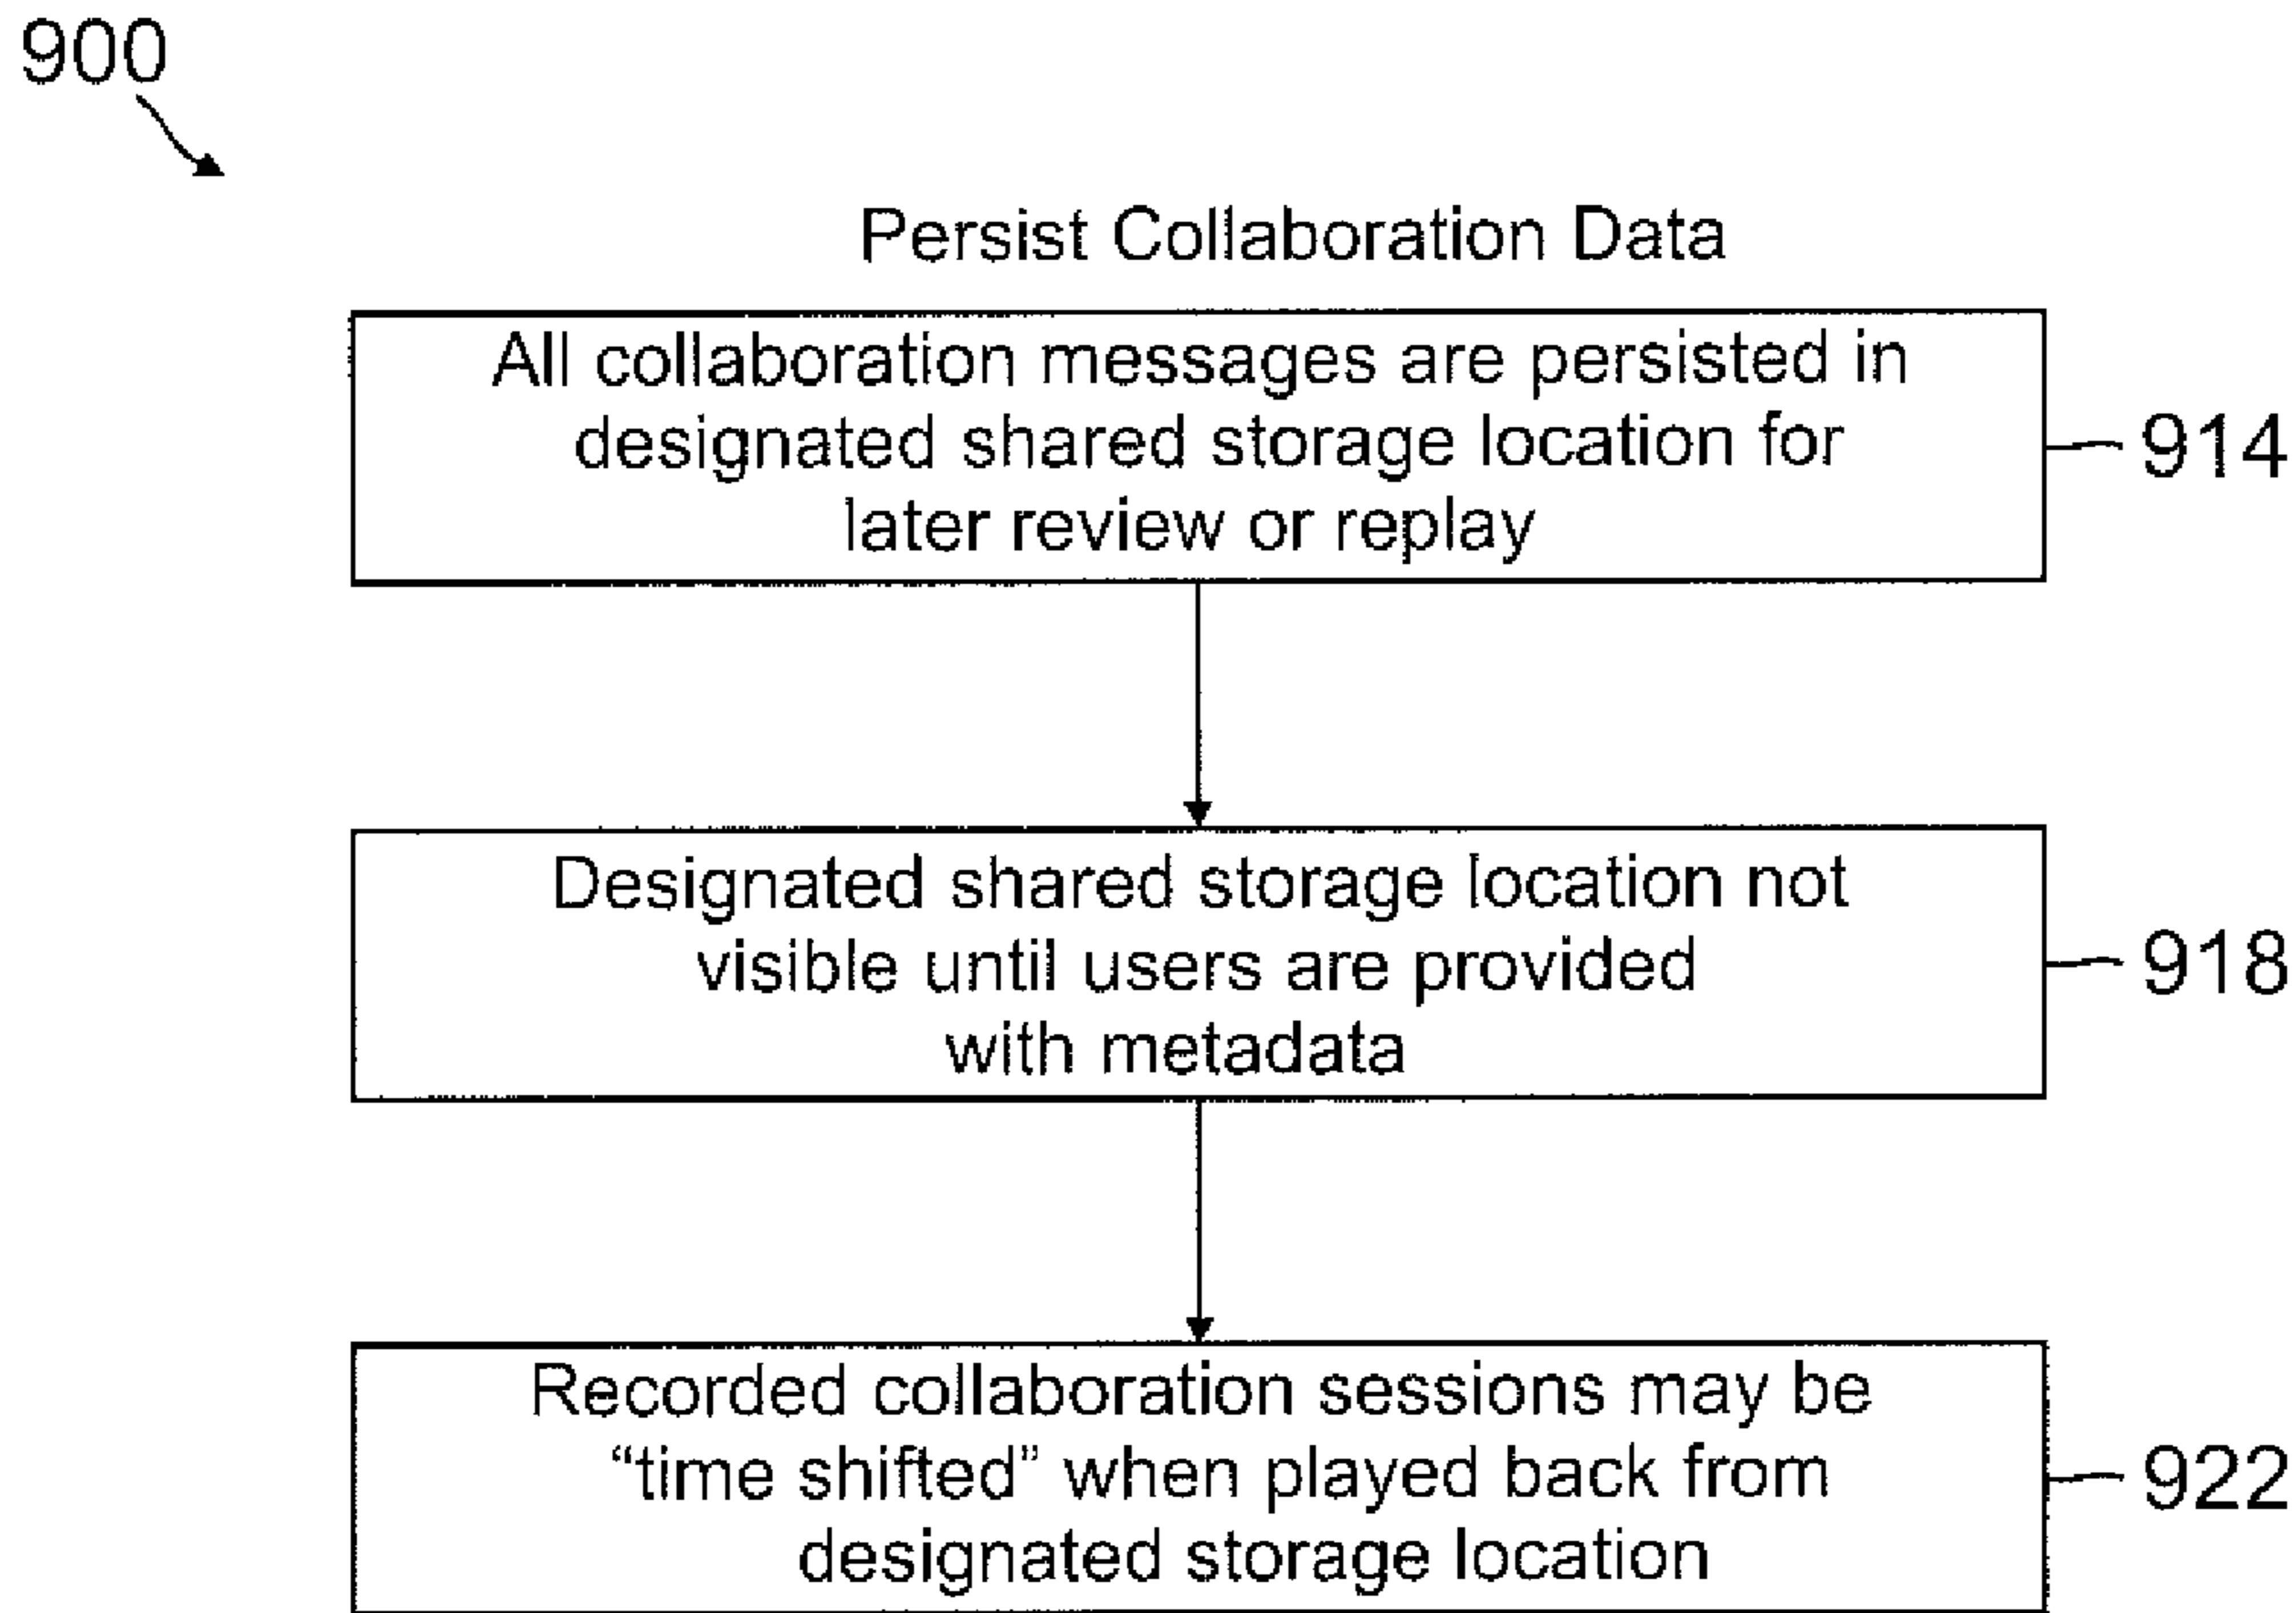 900
Persist Collaboration Data
All collaboration messages are persisted in
designated shared storage location for
later review or replay
914
Designated shared storage location not
visible until users are provided
with metadata
918
Recorded collaboration sessions may be
“time shifted” when played back from
designated storage location
922